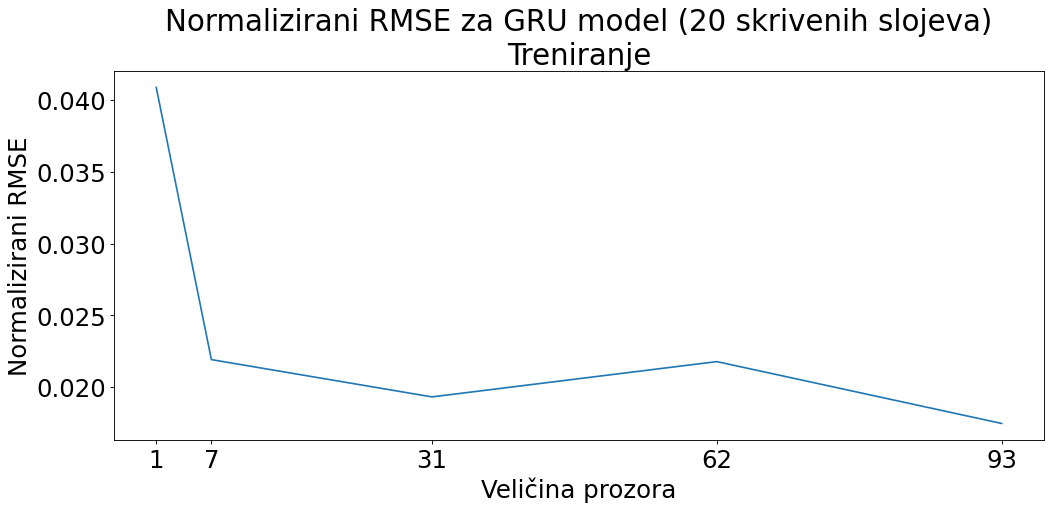 Normalizirani RMSE za GRU model (20 skrivenih slojeva)
Treniranje
Normalizirani RMSE
0.040
0.035
0.030
0.025
0.020
1 7 31 62 93
Veličina prozora